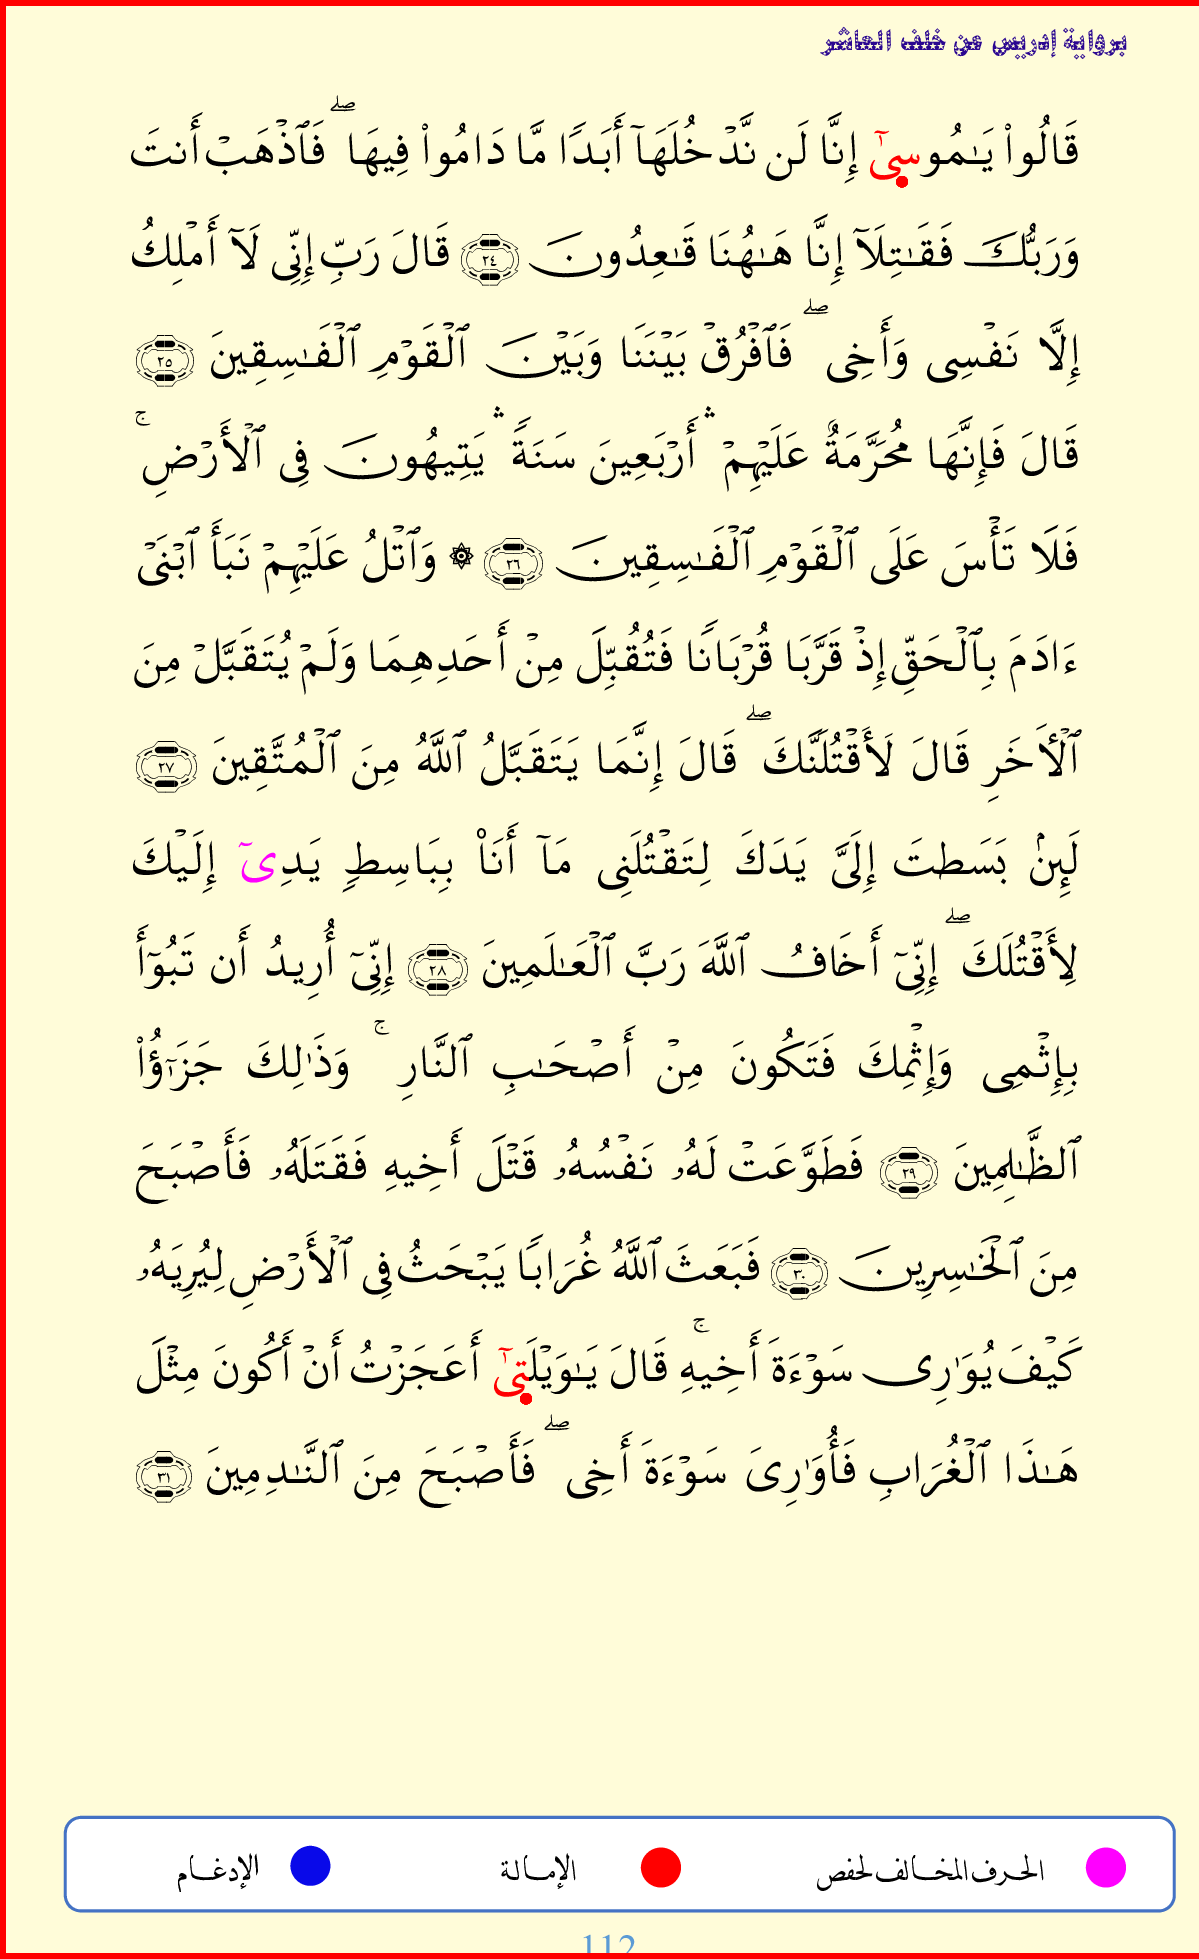 برواية إدريس عن خلف العاشر
قَالُواْ يَـٰمُوسىٰٓ إِنَّا لَن نَّدۡخُلَهَآ أَبَدٗا مَّا دَامُواْ فِيهَا ۖ فَٱذۡهَبۡ أَنتَ
وَرَبُّكَ فَقَـٰتِلَآ إِنَّا هَـٰهُنَا قَـٰعِدُونَ ٢٤ قَالَ رَبِّ إِنِّى لَآ أَمۡلِكُ
إِلَّا نَفۡسِى وَأَخِى ۖ فَٱفۡرُقۡ بَيۡنَنَا وَبَيۡنَ ٱلۡقَوۡمِ ٱلۡفَـٰسِقِينَ ٢٥
قَالَ فَإِنَّهَا مُحَرَّمَةٌ عَلَيۡهِمۡ ۛ أَرۡبَعِينَ سَنَةٗ ۛ يَتِيهُونَ فِى ٱلۡأَرۡضِ ۚ
فَلَا تَأۡسَ عَلَى ٱلۡقَوۡمِ ٱلۡفَـٰسِقِينَ ٢٦ ۞ وَٱتۡلُ عَلَيۡهِمۡ نَبَأَ ٱبۡنَىۡ
ءَادَمَ بِٱلۡحَقِّ إِذۡ قَرَّبَا قُرۡبَانٗا فَتُقُبِّلَ مِنۡ أَحَدِهِمَا وَلَمۡ يُتَقَبَّلۡ مِنَ
ٱلۡأٓخَرِ قَالَ لَأَقۡتُلَنَّكَ ۖ قَالَ إِنَّمَا يَتَقَبَّلُ ٱللَّهُ مِنَ ٱلۡمُتَّقِينَ ٢٧
لَئِنۢ بَسَطتَ إِلَىَّ يَدَكَ لِتَقۡتُلَنِى مَآ أَنَا۠ بِبَاسِطٖ يَدِىٓ إِلَيۡكَ
لِأَقۡتُلَكَ ۖ إِنِّىٓ أَخَافُ ٱللَّهَ رَبَّ ٱلۡعَـٰلَمِينَ ٢٨ إِنِّىٓ أُرِيدُ أَن تَبُوٓأَ
بِإِثۡمِى وَإِثۡمِكَ فَتَكُونَ مِنۡ أَصۡحَـٰبِ ٱلنَّارِ ۚ وَذَٰلِكَ جَزَـٰٓؤُاْ
ٱلظَّـٰلِمِينَ ٢٩ فَطَوَّعَتۡ لَهُۥ نَفۡسُهُۥ قَتۡلَ أَخِيهِ فَقَتَلَهُۥ فَأَصۡبَحَ
مِنَ ٱلۡخَـٰسِرِينَ ٣٠ فَبَعَثَ ٱللَّهُ غُرَابٗا يَبۡحَثُ فِى ٱلۡأَرۡضِ لِيُرِيَهُۥ
كَيۡفَ يُوَٰرِى سَوۡءَةَ أَخِيهِ ۚ قَالَ يَـٰوَيۡلَتىٰٓ أَعَجَزۡتُ أَنۡ أَكُونَ مِثۡلَ
هَـٰذَا ٱلۡغُرَابِ فَأُوَٰرِىَ سَوۡءَةَ أَخِى ۖ فَأَصۡبَحَ مِنَ ٱلنَّـٰدِمِينَ ٣١
الحرف المخالف لحفص الإمالة الإدغام
112